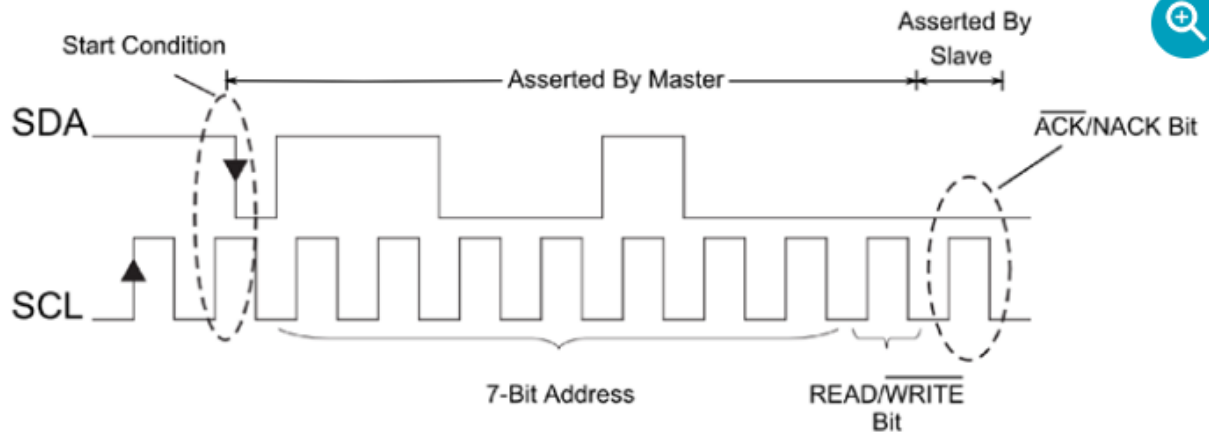 Start Condition
Asserted By Master
Asserted By
Slave
SDA
ACK/NACK Bit
SCL
7-Bit Address
READ/WRITE
Bit